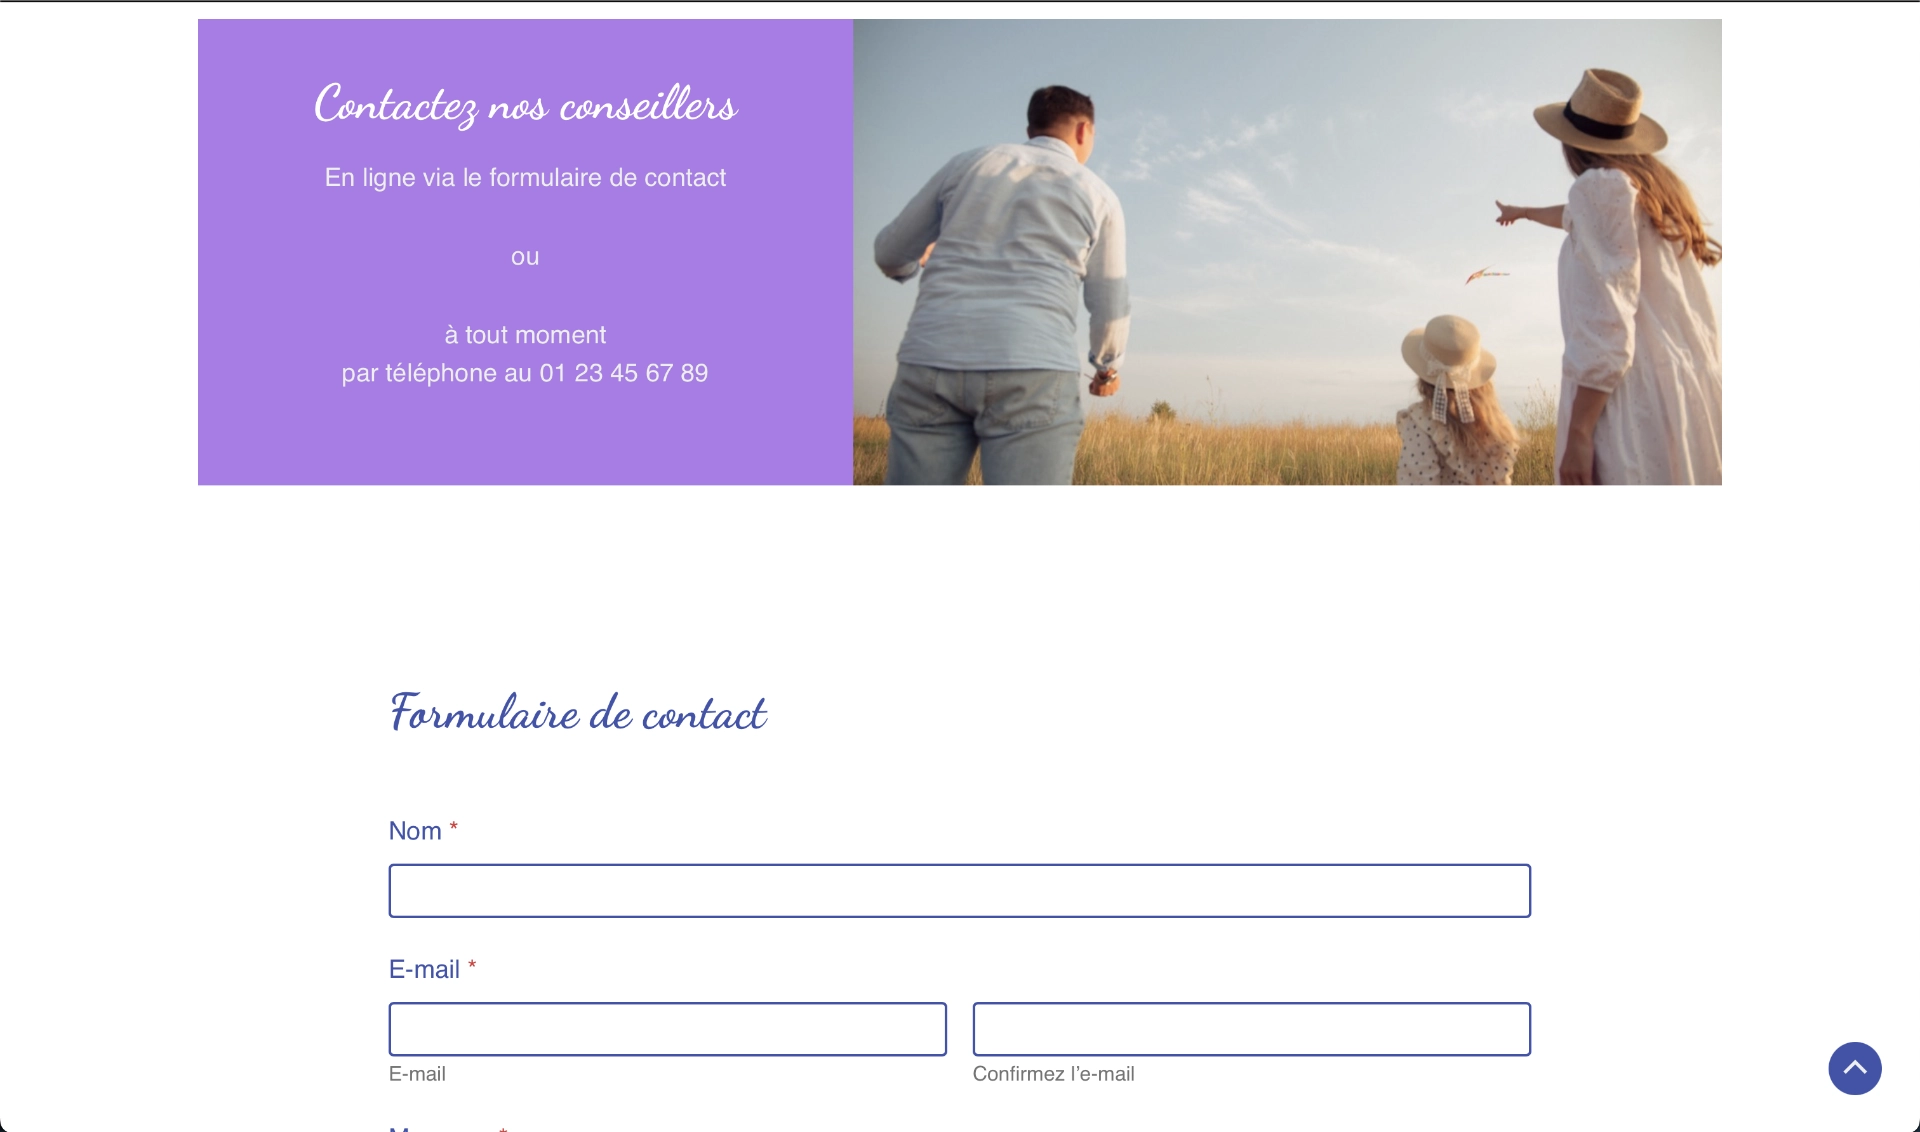 Contactez nos conseillers
En ligne via le formulaire de contact
ou
à tout moment
par téléphone au 01 23 45 67 89
Formulaire de contact
Nom *
E-mail *
E-mail
Confirmez l’e-mail